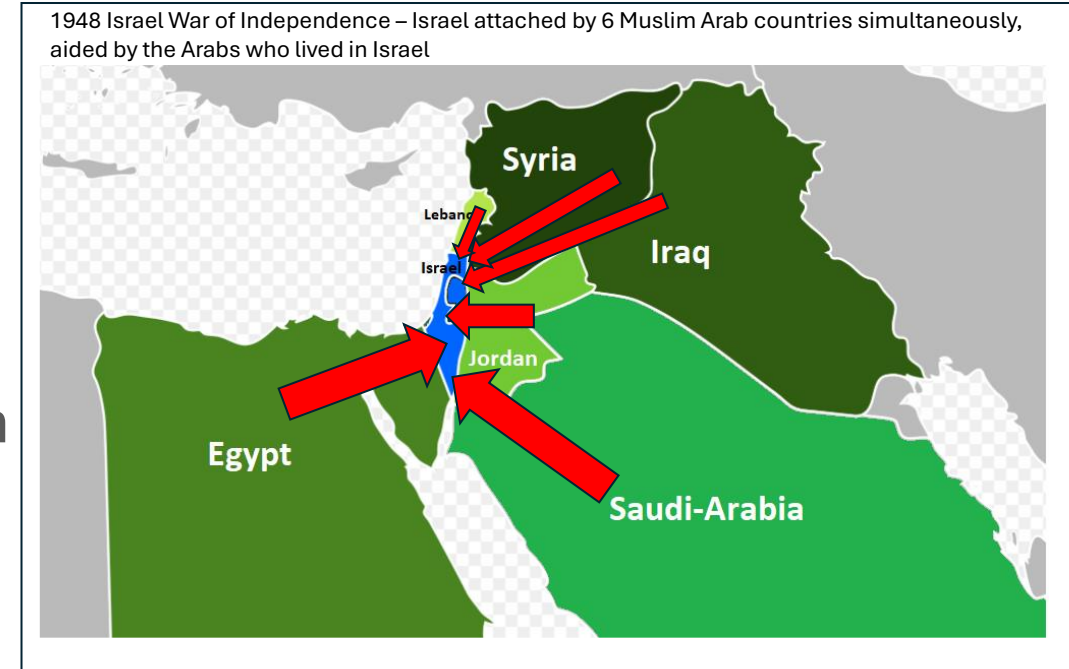 1948 Israel War of Independence – Israel attached by 6 Muslim Arab countries simultaneously,
aided by the Arabs who lived in Israel
Syria
Iraq
Israel
Jordan
Egypt
Saudi-Arabia